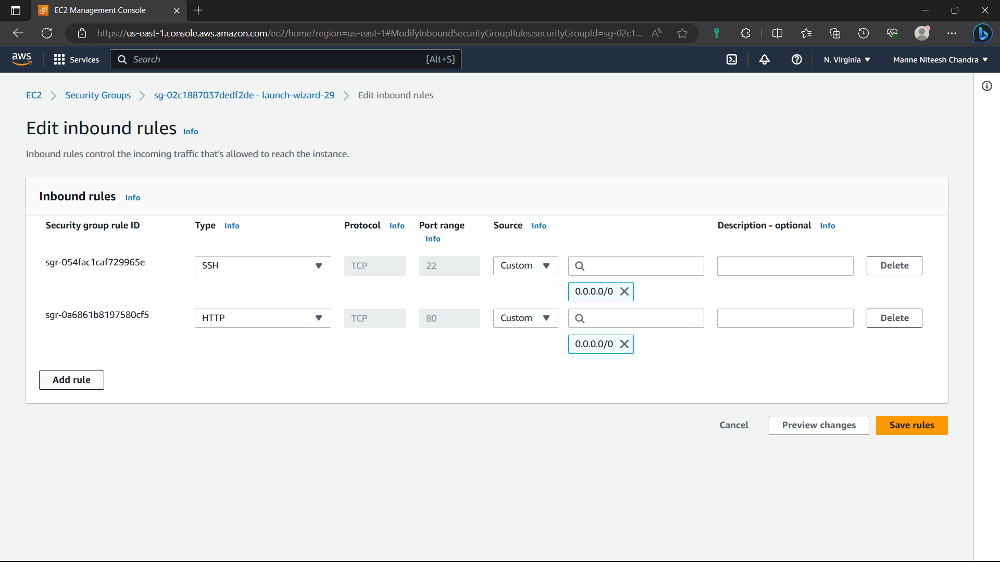 EC2 Management Console
https://us-east-1.console.aws.amazon.com/ec2/home?region=us-east-1#ModifyInboundSecurityGroupRules:securityGroupId=sg-02c1...
aws Services Search [Alt+S] N. Virginia Manne Niteesh Chandra
EC2 Security Groups sg-02c1887037dedf2de - launch-wizard-29 Edit inbound rules
Edit inbound rules Info
Inbound rules control the incoming traffic that's allowed to reach the instance.
Inbound rules Info
Security group rule ID Type Info Protocol Info Port range Source Info Description - optional Info
Info
sgr-054fac1caf729965e SSH TCP 22 Custom Delete
0.0.0.0/0
sgr-0a6861b8197580cf5 HTTP TCP 80 Custom Delete
0.0.0.0/0
Add rule
Cancel Preview changes Save rules